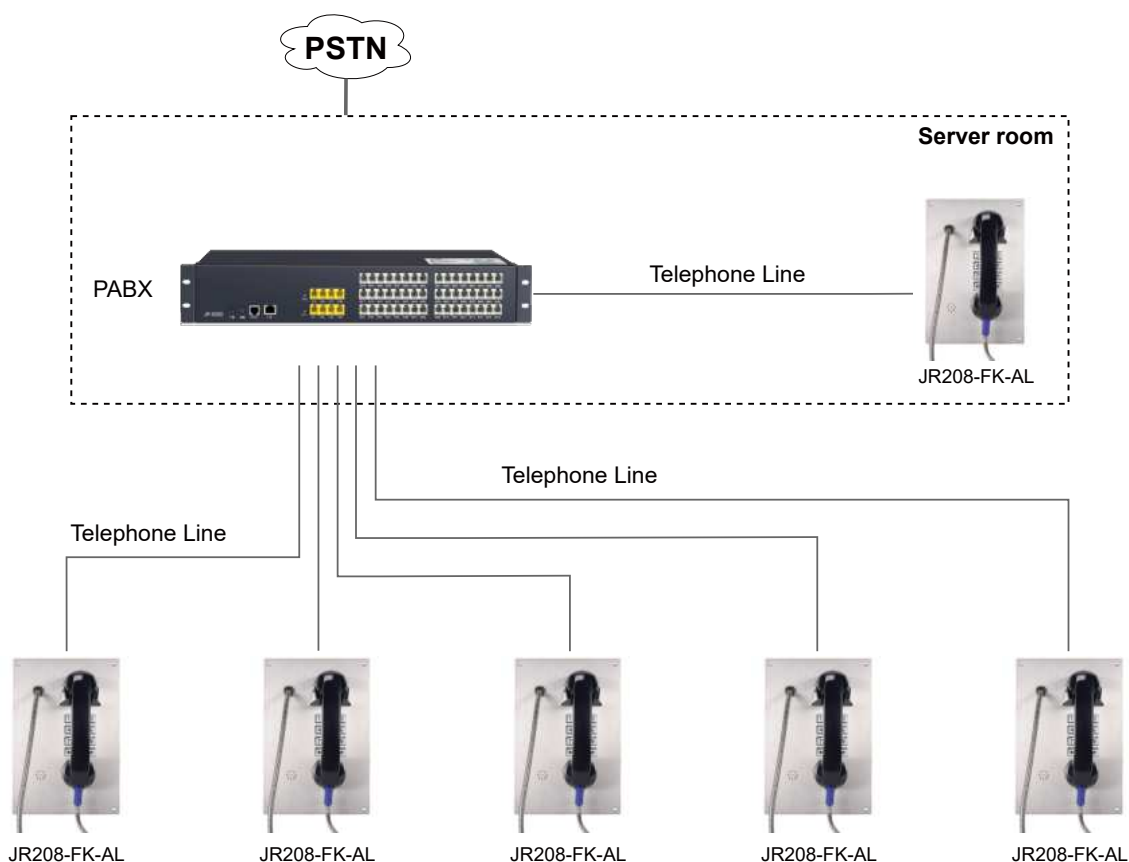 PSTN
Server room
PABX
Telephone Line
JR208-FK-AL
Telephone Line
Telephone Line
JR208-FK-AL
JR208-FK-AL
JR208-FK-AL
JR208-FK-AL
JR208-FK-AL